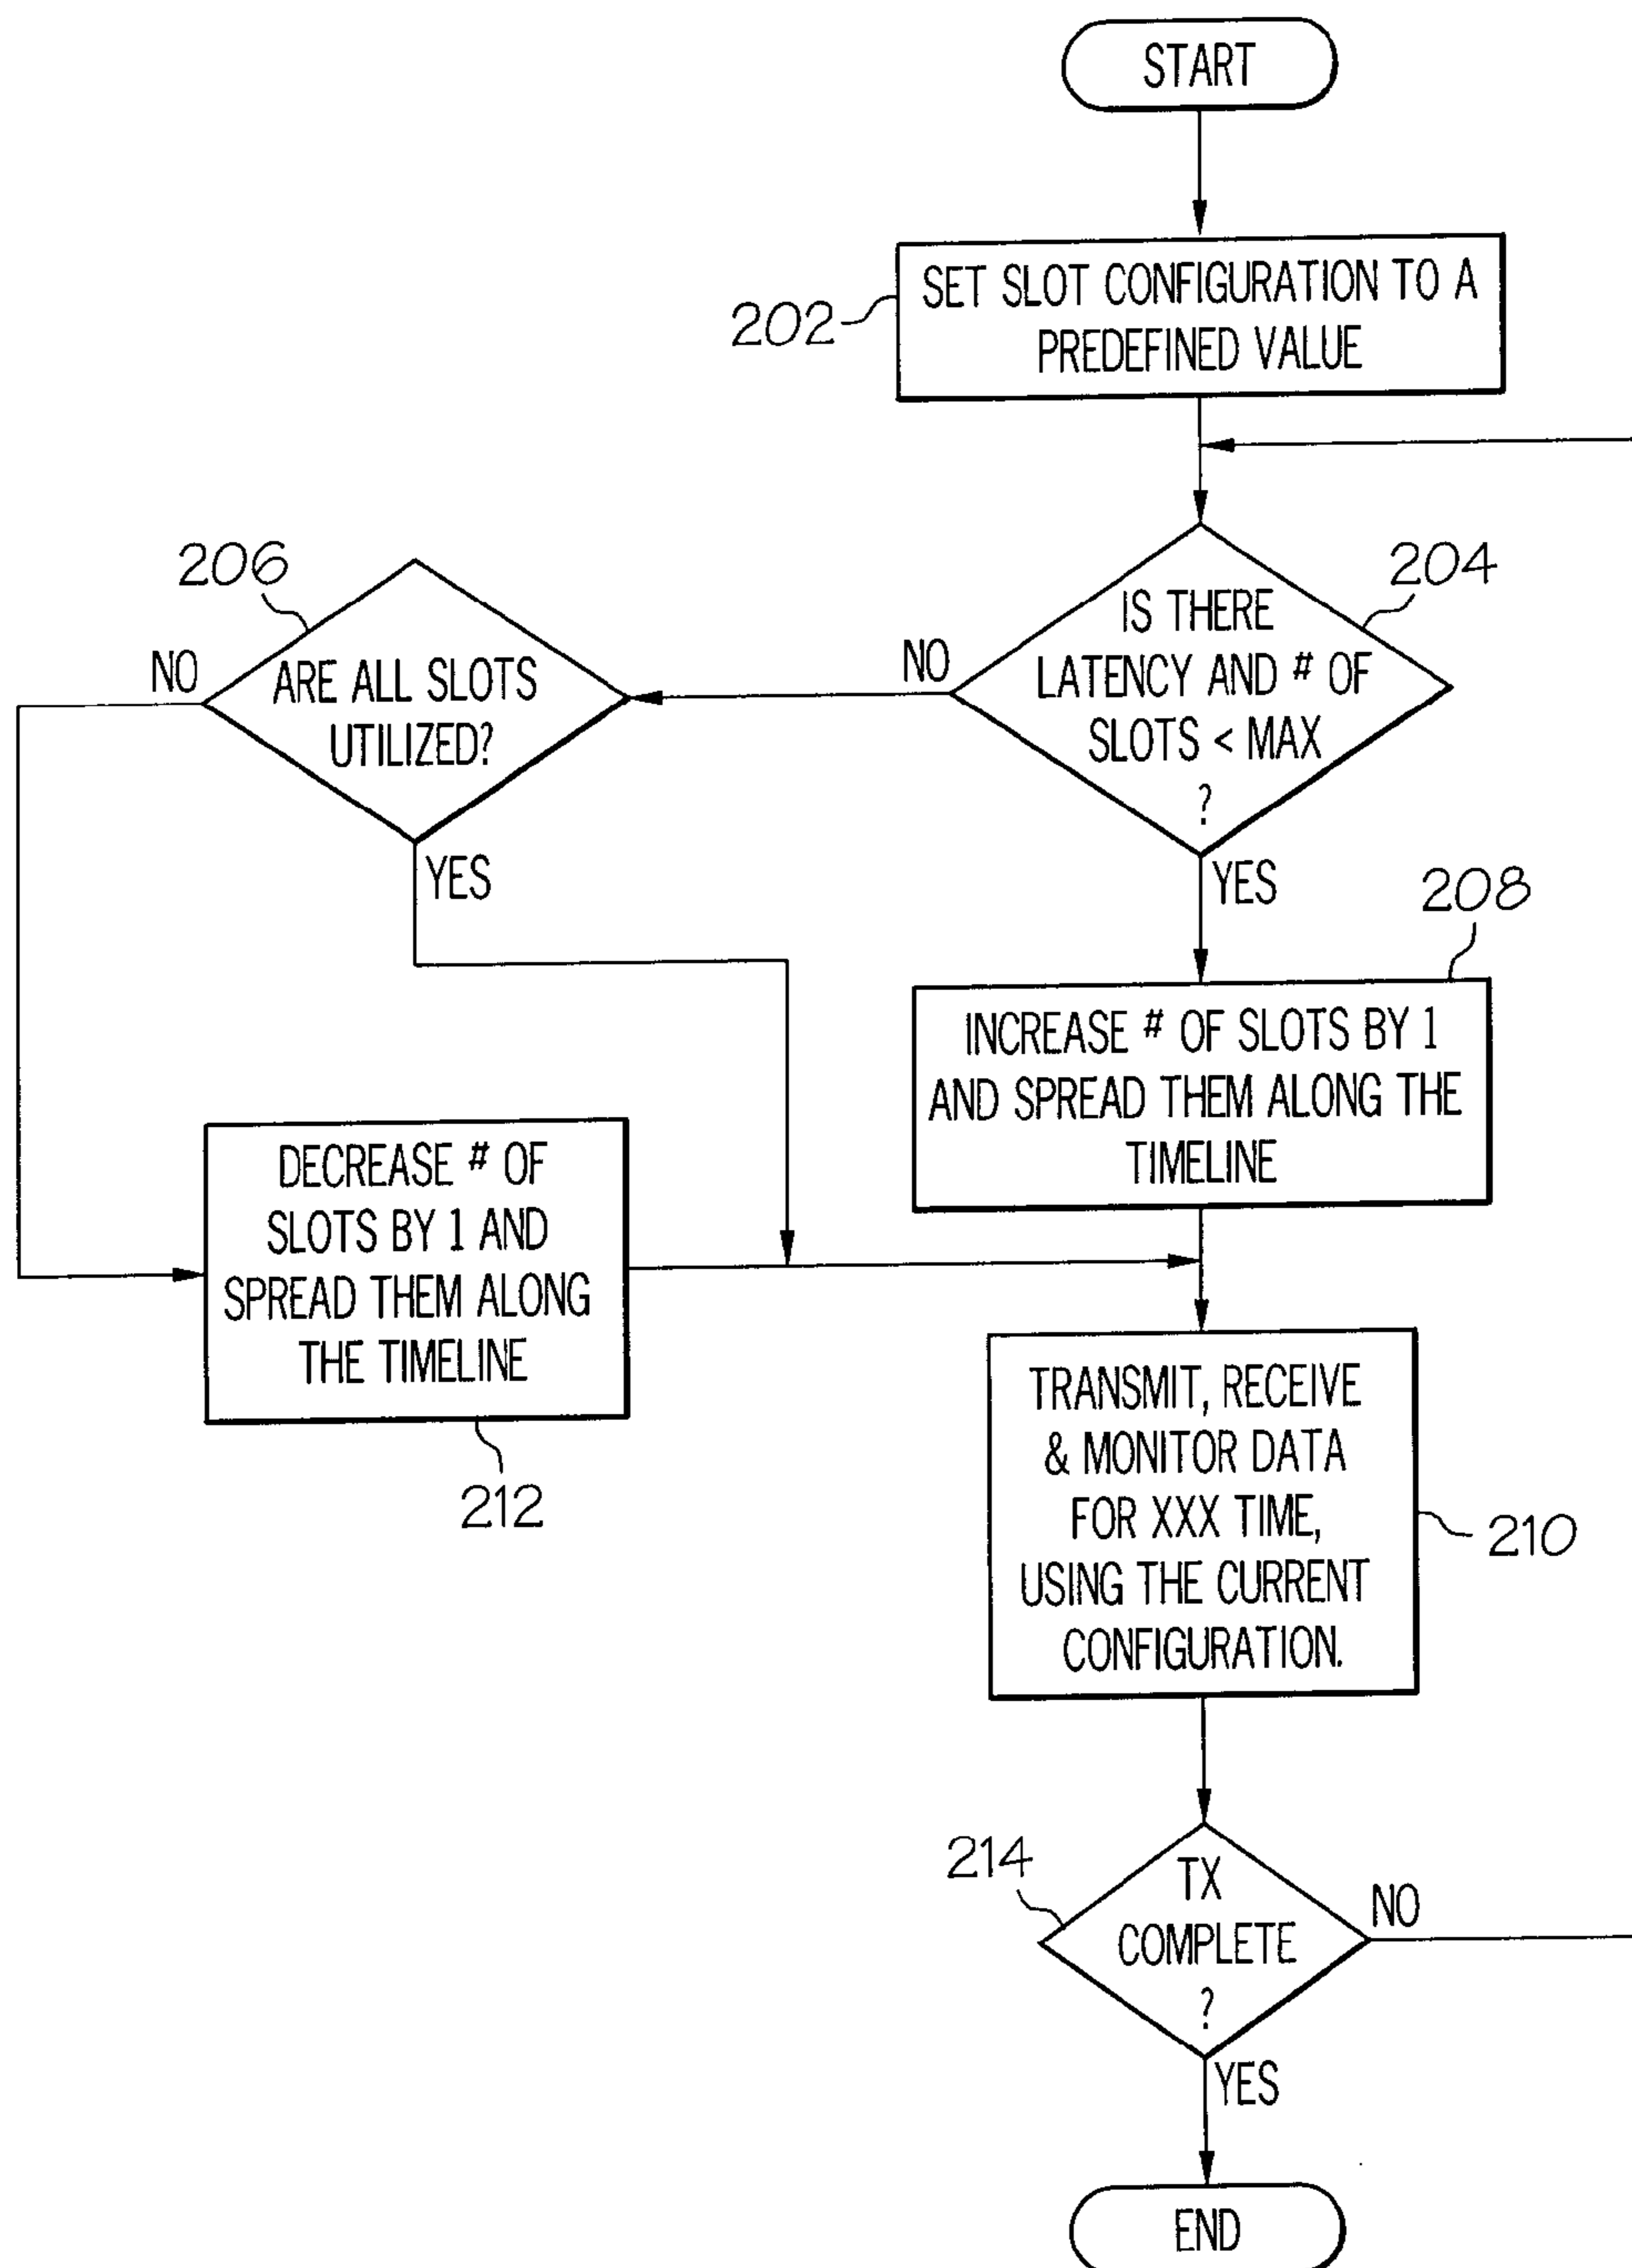 START
202
SET SLOT CONFIGURATION TO A
PREDEFINED VALUE
204
IS THERE
LATENCY AND # OF
SLOTS < MAX
?
NO
YES
206
ARE ALL SLOTS
UTILIZED?
NO
YES
208
INCREASE # OF SLOTS BY 1
AND SPREAD THEM ALONG THE
TIMELINE
DECREASE # OF
SLOTS BY 1 AND
SPREAD THEM ALONG
THE TIMELINE
212
TRANSMIT, RECEIVE
& MONITOR DATA
FOR XXX TIME,
USING THE CURRENT
CONFIGURATION.
210
214
TX
COMPLETE
?
NO
YES
END